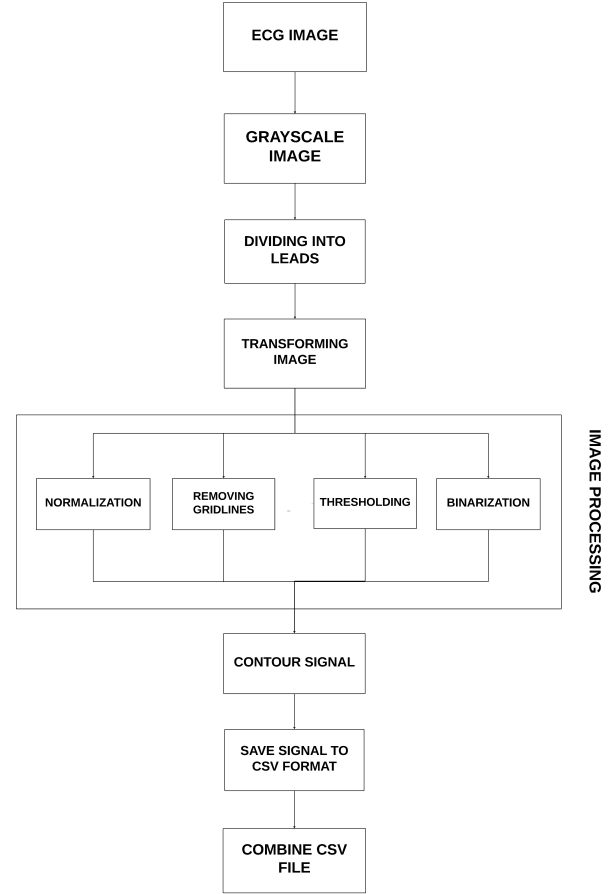 ECG IMAGE
GRAYSCALE
IMAGE
DIVIDING INTO
LEADS
TRANSFORMING
IMAGE
NORMALIZATION
REMOVING
GRIDLINES
THRESHOLDING
BINARIZATION
IMAGE PROCESSING
CONTOUR SIGNAL
SAVE SIGNAL TO
CSV FORMAT
COMBINE CSV
FILE